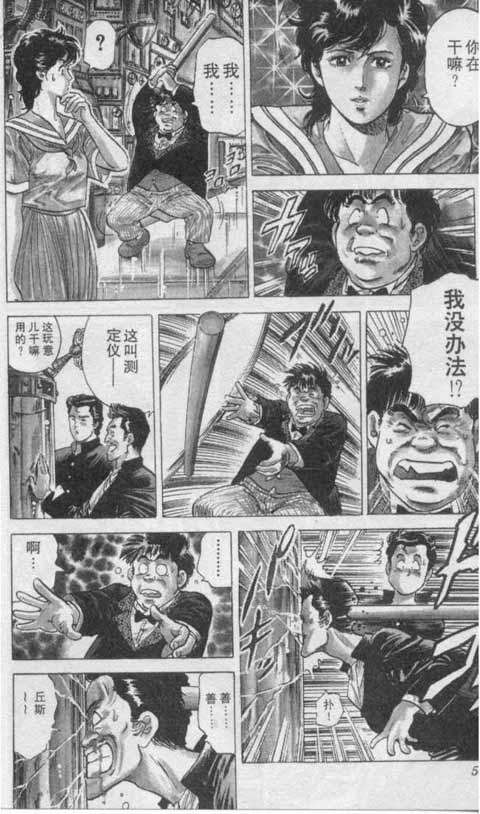 你在
干嘛？
我……
我……
？
我没办法!?
这叫测
定仪——
这玩意
儿干嘛
用的？
扑！
………
啊…
善……
善……
丘斯～～
5